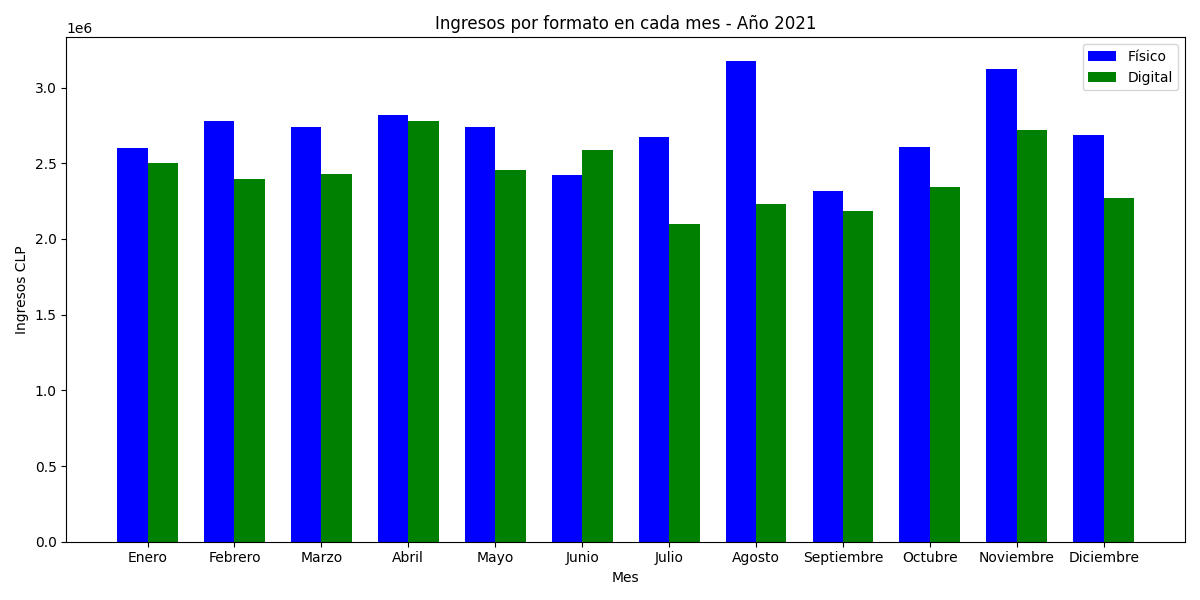 Ingresos por formato en cada mes - Año 2021
1e6
Físico
Digital
3.0
2.5
2.0
1.5
1.0
0.5
0.0
Ingresos CLP
Enero Febrero Marzo Abril Mayo Junio Julio Agosto Septiembre Octubre Noviembre Diciembre
Mes